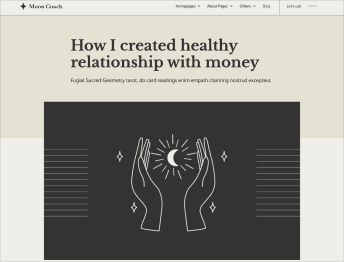 Moon Coach
Homepages
About Pages
Others
Blog
Let's call
How I created healthy
relationship with money
Fugiat Sacred Geometry tarot, do card readings enim empath chanting nostrud excepteur.